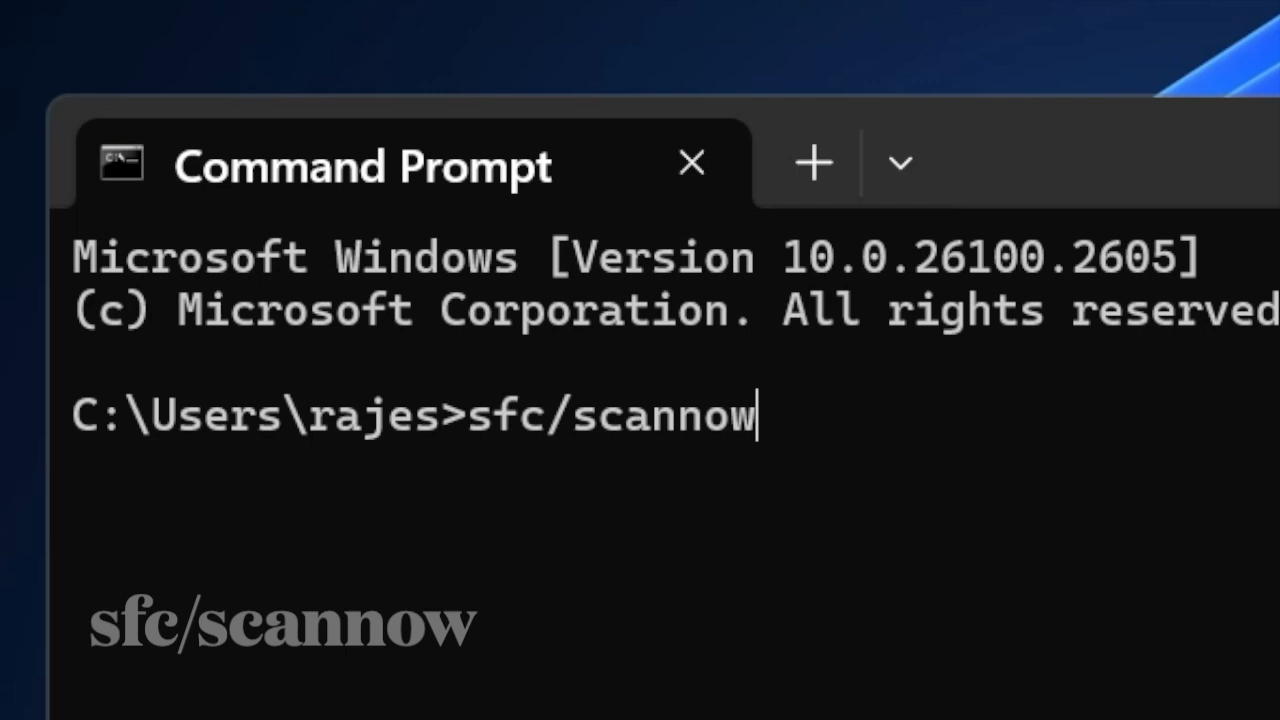 Command Prompt
Microsoft Windows [Version 10.0.26100.2605]
(c) Microsoft Corporation. All rights reserved
C:\Users\rajes>sfc/scannow
sfc/scannow